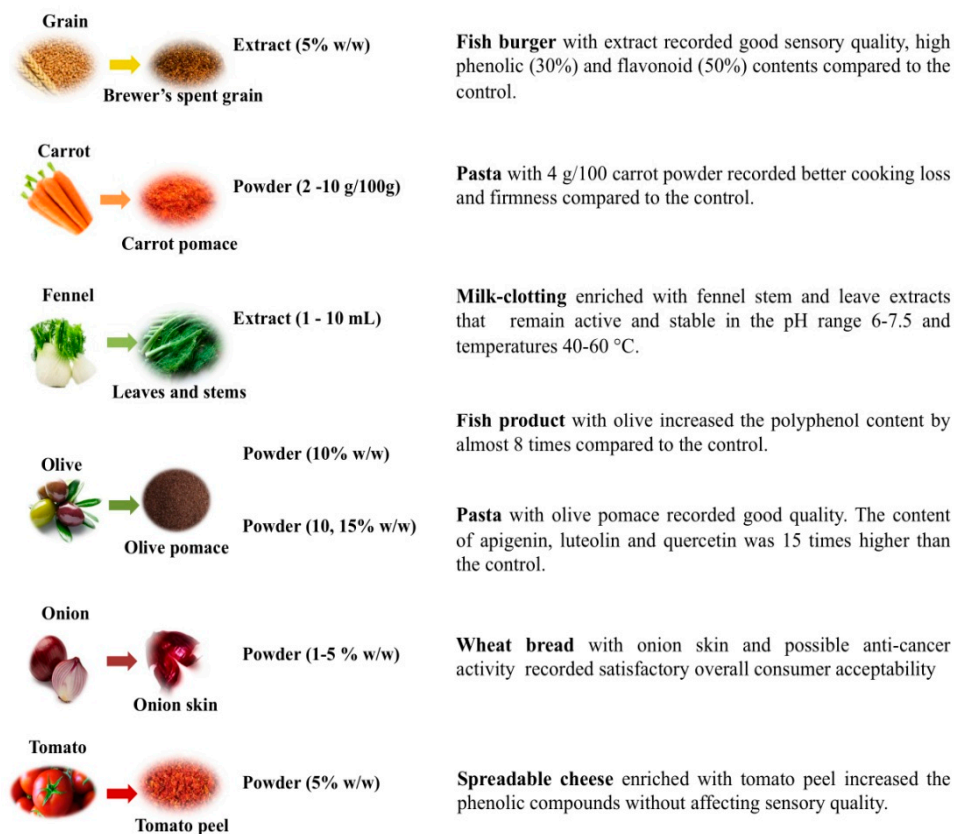 Grain
Extract (5% w/w)
Brewer's spent grain
Fish burger with extract recorded good sensory quality, high
phenolic (30%) and flavonoid (50%) contents compared to the
control.
Carrot
Powder (2 -10 g/100g)
Carrot pomace
Pasta with 4 g/100 carrot powder recorded better cooking loss
and firmness compared to the control.
Fennel
Extract (1 - 10 mL)
Leaves and stems
Milk-clotting enriched with fennel stem and leave extracts
that remain active and stable in the pH range 6-7.5 and
temperatures 40-60 °C.
Olive
Powder (10% w/w)
Fish product with olive increased the polyphenol content by
almost 8 times compared to the control.
Powder (10, 15% w/w)
Olive pomace
Pasta with olive pomace recorded good quality. The content
of apigenin, luteolin and quercetin was 15 times higher than
the control.
Onion
Powder (1-5 % w/w)
Onion skin
Wheat bread with onion skin and possible anti-cancer
activity recorded satisfactory overall consumer acceptability
Tomato
Powder (5% w/w)
Tomato peel
Spreadable cheese enriched with tomato peel increased the
phenolic compounds without affecting sensory quality.